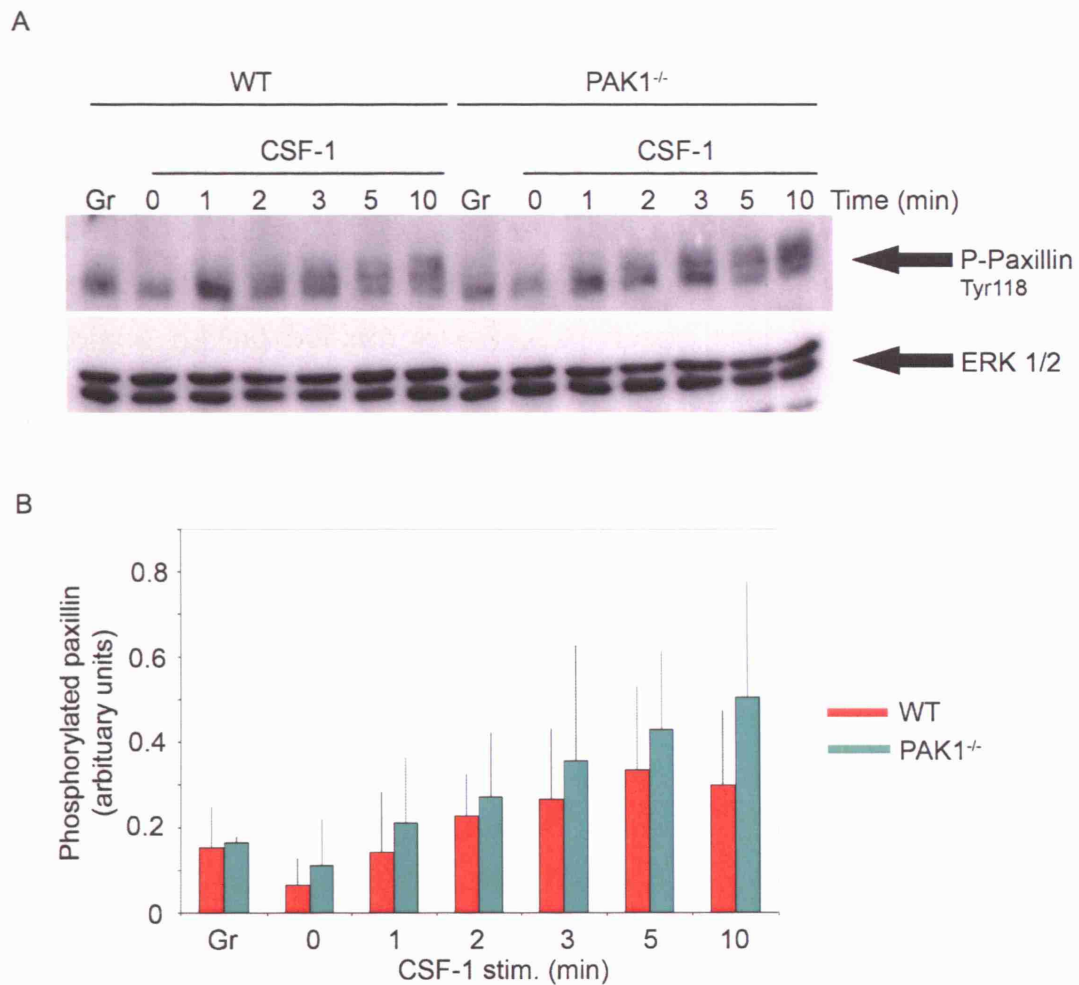 A
WT PAK1-/-
CSF-1 CSF-1
Gr 0 1 2 3 5 10 Gr 0 1 2 3 5 10 Time (min)
P-Paxillin
Tyr118
ERK 1/2
B
Phosphorylated paxillin
(arbituary units)
0.8
0.6
0.4
0.2
0
Gr 0 1 2 3 5 10
CSF-1 stim. (min)
WT
PAK1-/-